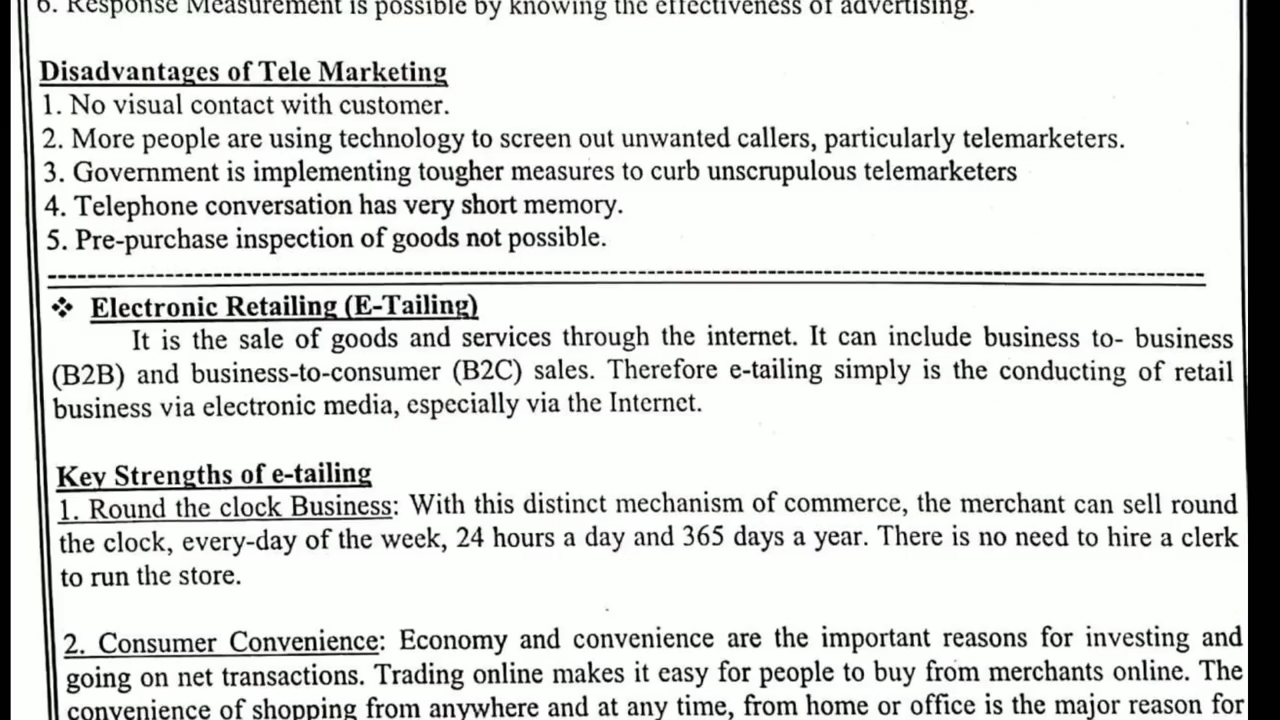 6. Response Measurement is possible by knowing the effectiveness of advertising.
Disadvantages of Tele Marketing
1. No visual contact with customer.
2. More people are using technology to screen out unwanted callers, particularly telemarketers.
3. Government is implementing tougher measures to curb unscrupulous telemarketers
4. Telephone conversation has very short memory.
5. Pre-purchase inspection of goods not possible.
❖ Electronic Retailing (E-Tailing)
It is the sale of goods and services through the internet. It can include business to- business
(B2B) and business-to-consumer (B2C) sales. Therefore e-tailing simply is the conducting of retail
business via electronic media, especially via the Internet.
Key Strengths of e-tailing
1. Round the clock Business: With this distinct mechanism of commerce, the merchant can sell round
the clock, every-day of the week, 24 hours a day and 365 days a year. There is no need to hire a clerk
to run the store.
2. Consumer Convenience: Economy and convenience are the important reasons for investing and
going on net transactions. Trading online makes it easy for people to buy from merchants online. The
convenience of shopping from anywhere and at any time, from home or office is the major reason for